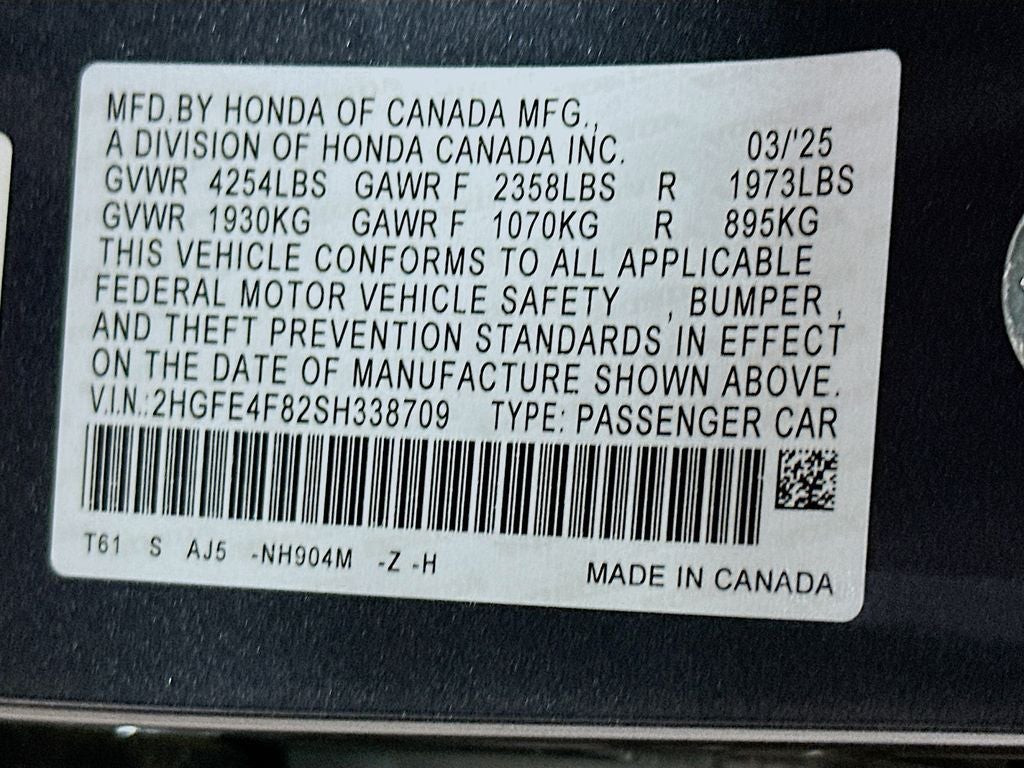 MFD.BY HONDA OF CANADA MFG.,
A DIVISION OF HONDA CANADA INC. 03/'25
GVWR 4254LBS GAWR F 2358LBS R 1973LBS
GVWR 1930KG GAWR F 1070KG R 895KG
THIS VEHICLE CONFORMS TO ALL APPLICABLE
FEDERAL MOTOR VEHICLE SAFETY , BUMPER ,
AND THEFT PREVENTION STANDARDS IN EFFECT
ON THE DATE OF MANUFACTURE SHOWN ABOVE.
V.I.N.:2HGFE4F82SH338709 TYPE: PASSENGER CAR
T61 S AJ5 -NH904M -Z -H
MADE IN CANADA